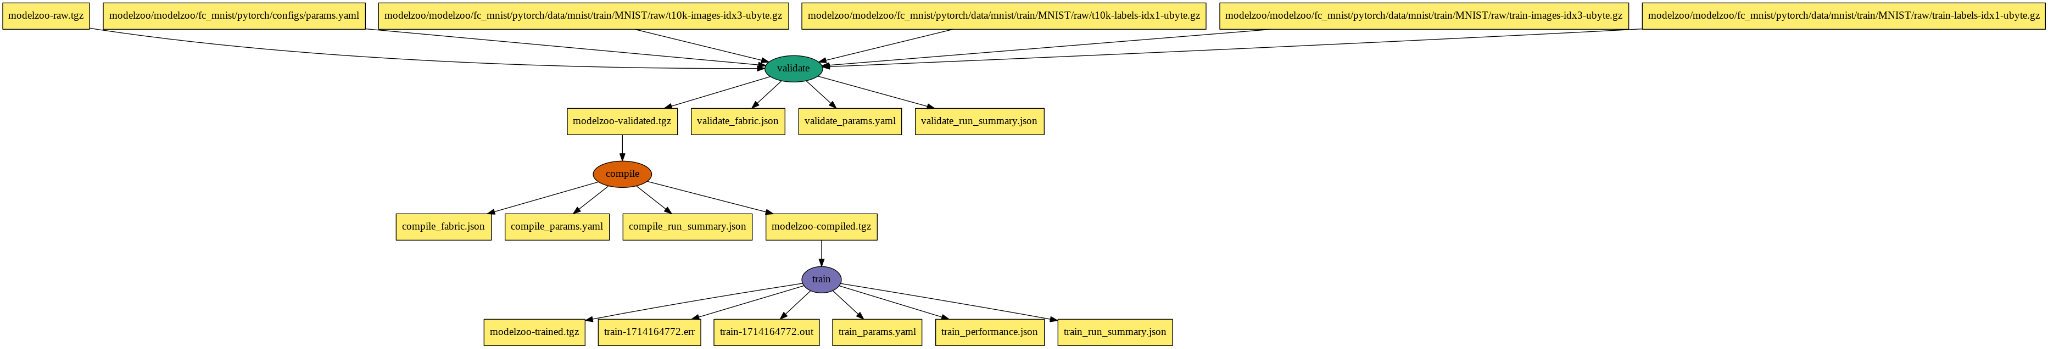 modelzoo-raw.tgz
modelzoo/modelzoo/fc_mnist/pytorch/configs/params.yaml
modelzoo/modelzoo/fc_mnist/pytorch/data/mnist/train/MNIST/raw/t10k-images-idx3-ubyte.gz
modelzoo/modelzoo/fc_mnist/pytorch/data/mnist/train/MNIST/raw/t10k-labels-idx1-ubyte.gz
modelzoo/modelzoo/fc_mnist/pytorch/data/mnist/train/MNIST/raw/train-images-idx3-ubyte.gz
modelzoo/modelzoo/fc_mnist/pytorch/data/mnist/train/MNIST/raw/train-labels-idx1-ubyte.gz
validate
modelzoo-validated.tgz
validate_fabric.json
validate_params.yaml
validate_run_summary.json
compile
compile_fabric.json
compile_params.yaml
compile_run_summary.json
modelzoo-compiled.tgz
train
modelzoo-trained.tgz
train-1714164772.err
train-1714164772.out
train_params.yaml
train_performance.json
train_run_summary.json